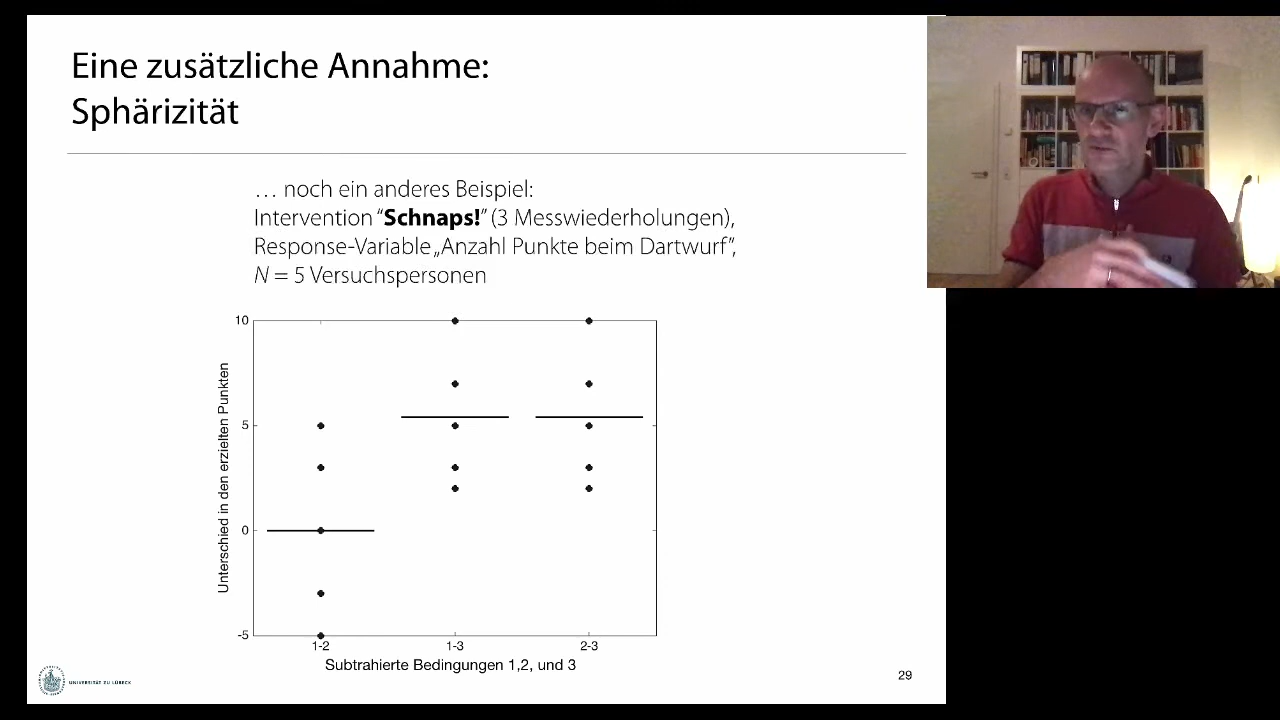 Eine zusätzliche Annahme:
Sphärizität
… noch ein anderes Beispiel:
Intervention “Schnaps!” (3 Messwiederholungen),
Response-Variable „Anzahl Punkte beim Dartwurf”,
N = 5 Versuchspersonen
Unterschied in den erzielten Punkten
10
5
0
-5
1-2
1-3
2-3
Subtrahierte Bedingungen 1,2, und 3
UNIVERSITÄT ZU LÜBECK
29